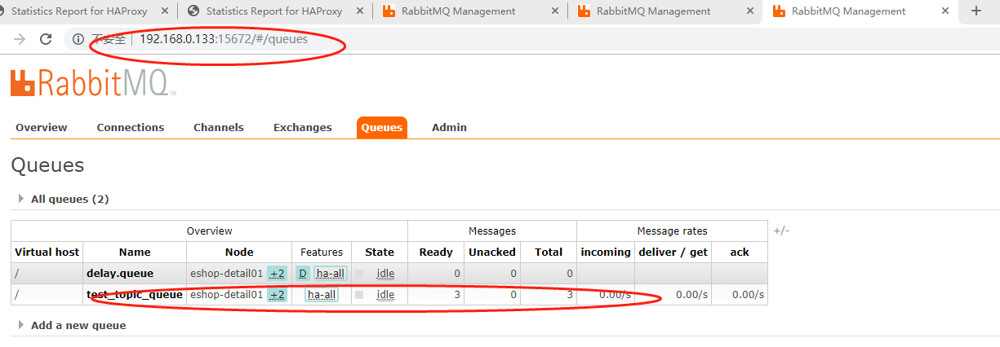 Statistics Report for HAProxy Statistics Report for HAProxy RabbitMQ Management RabbitMQ Management RabbitMQ Management
不安全 192.168.0.133:15672/#/queues
RabbitMQ TM
Overview Connections Channels Exchanges Queues Admin
Queues
All queues (2)
Overview Messages Message rates +/-
Virtual host Name Node Features State Ready Unacked Total incoming deliver / get ack
/ delay.queue eshop-detail01 +2 D ha-all idle 0 0 0
/ test_topic_queue eshop-detail01 +2 ha-all idle 3 0 3 0.00/s 0.00/s 0.00/s
Add a new queue